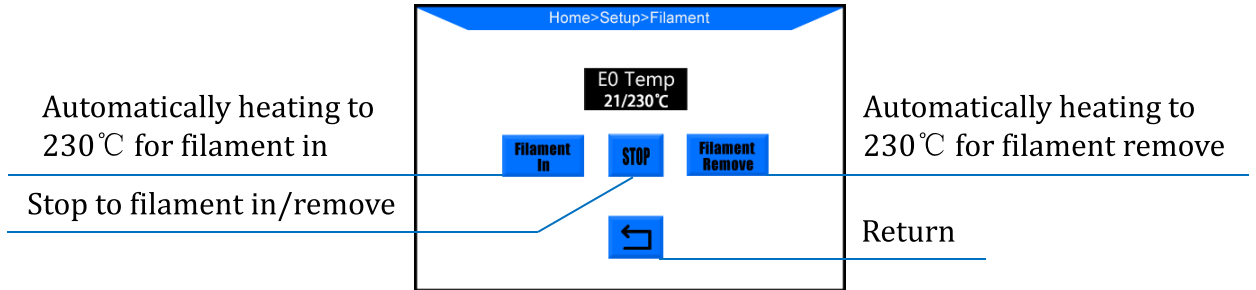 Home>Setup>Filament
E0 Temp
21/230℃
Automatically heating to
230℃ for filament in
Filament
In
STOP
Filament
Remove
Automatically heating to
230℃ for filament remove
Stop to filament in/remove
Return